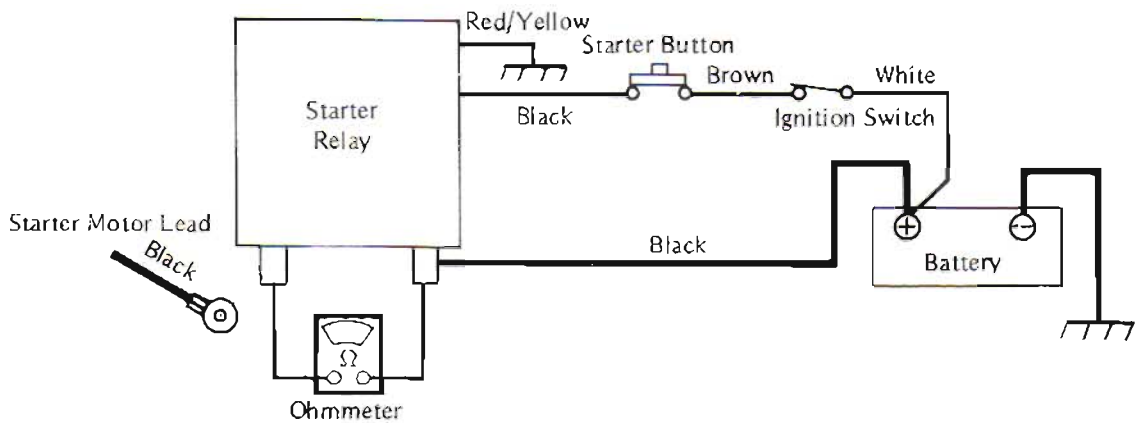 Red/Yellow
Starter Button
Brown
White
Black
Ignition Switch
Starter
Relay
Starter Motor Lead
Black
Black
+
−
Battery
Ω
Ohmmeter